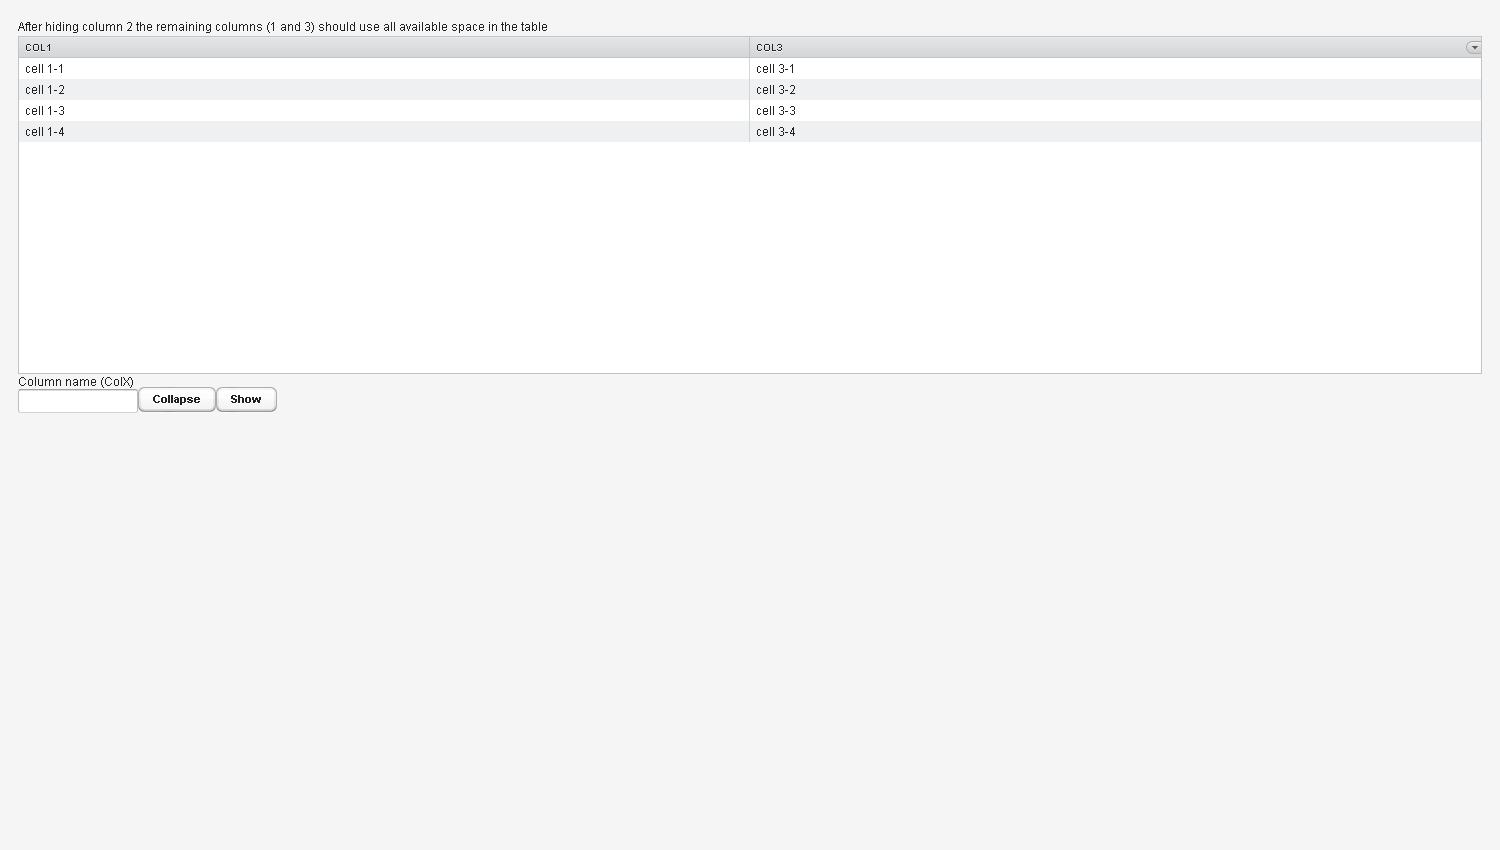 After hiding column 2 the remaining columns (1 and 3) should use all available space in the table
COL1 COL3
cell 1-1 cell 3-1
cell 1-2 cell 3-2
cell 1-3 cell 3-3
cell 1-4 cell 3-4
Column name (ColX)
Collapse Show